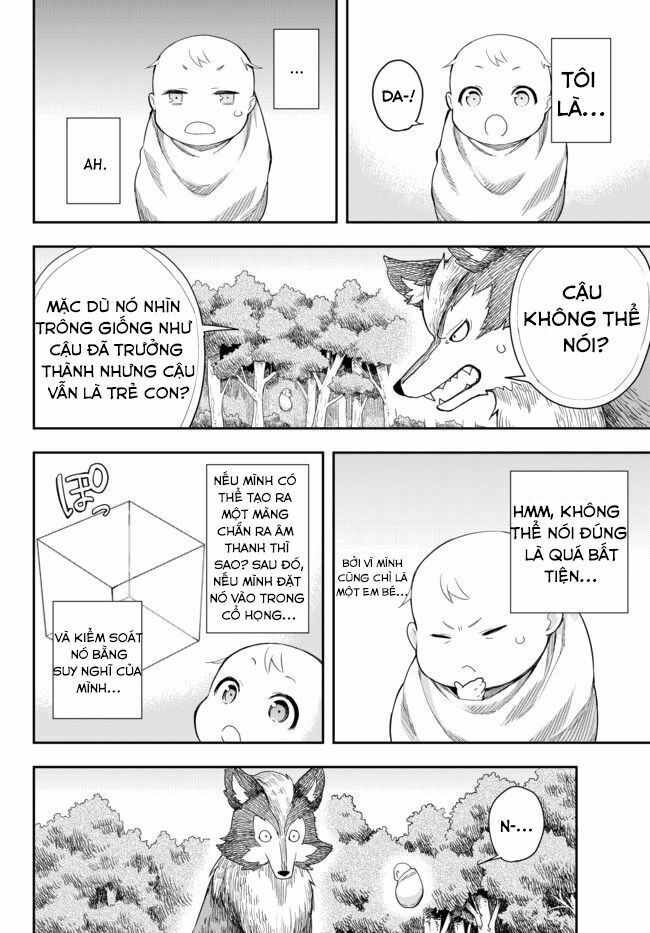 TÔI
LÀ...
DA-!
...
AH.
CẬU
KHÔNG THỂ
NÓI?
MẶC DÙ NÓ NHÌN
TRÔNG GIỐNG NHƯ
CẬU ĐÃ TRƯỞNG
THÀNH NHƯNG CẬU
VẪN LÀ TRẺ CON?
HMM, KHÔNG
THỂ NÓI ĐÚNG
LÀ QUÁ BẤT
TIỆN...
BỞI VÌ MÌNH
CŨNG CHỈ LÀ
MỘT EM BÉ...
NẾU MÌNH CÓ
THỂ TẠO RA
MỘT MÀNG
CHẮN RA ÂM
THANH THÌ
SAO? SAU ĐÓ,
NẾU MÌNH ĐẶT
NÓ VÀO TRONG
CỔ HỌNG...
ぽっ
VÀ KIỂM SOÁT
NÓ BẰNG
SUY NGHĨ CỦA
MÌNH...
N-...